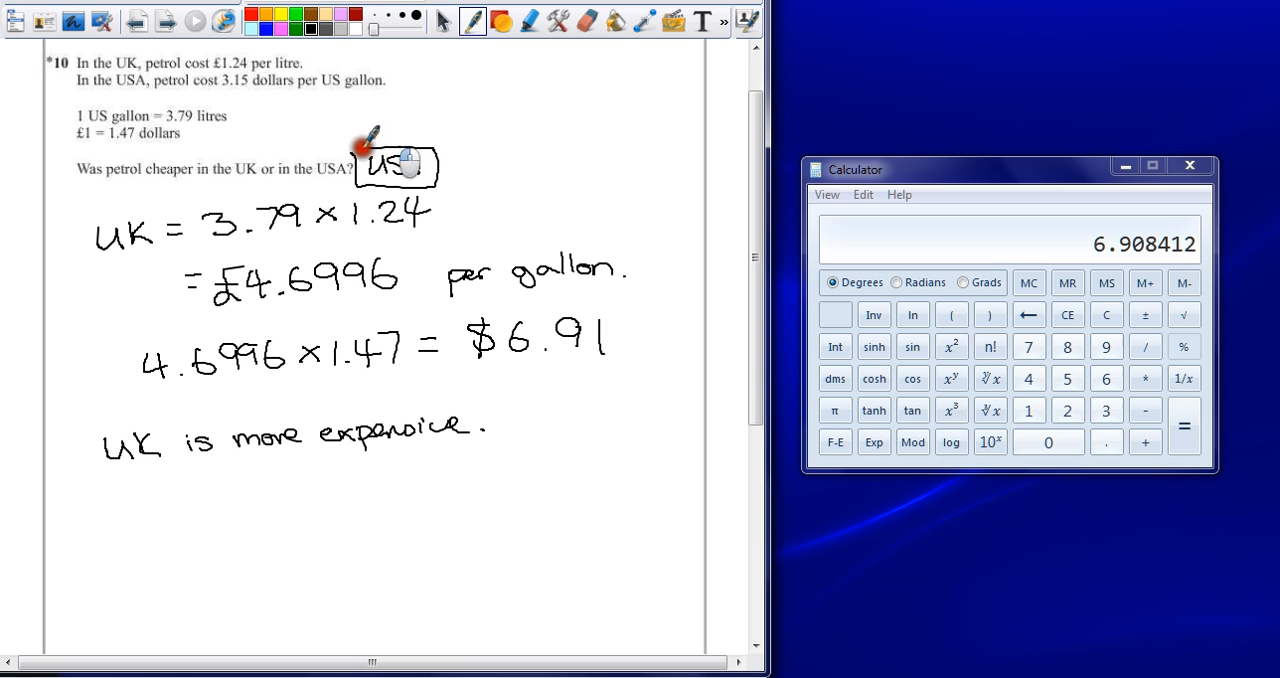 *10 In the UK, petrol cost £1.24 per litre.
In the USA, petrol cost 3.15 dollars per US gallon.
1 US gallon = 3.79 litres
£1 = 1.47 dollars
Was petrol cheaper in the UK or in the USA?
UK = 3.79 × 1.24
= £4.6996 per gallon.
4.6996 × 1.47 = $6.91
UK is more expensive.
T »
Calculator
View Edit Help
6.908412
Degrees Radians Grads MC MR MS M+ M-
Inv ln ( ) ← CE C ± √
Int sinh sin x² n! 7 8 9 / %
dms cosh cos xʸ ʸ√x 4 5 6 * 1/x
π tanh tan x³ ³√x 1 2 3 - =
F-E Exp Mod log 10ˣ 0 . +